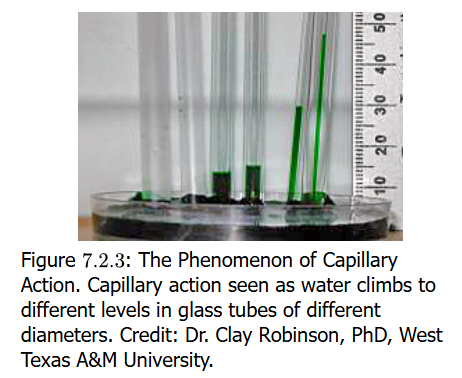 50
40
30
20
10
Figure 7.2.3: The Phenomenon of Capillary
Action. Capillary action seen as water climbs to
different levels in glass tubes of different
diameters. Credit: Dr. Clay Robinson, PhD, West
Texas A&M University.